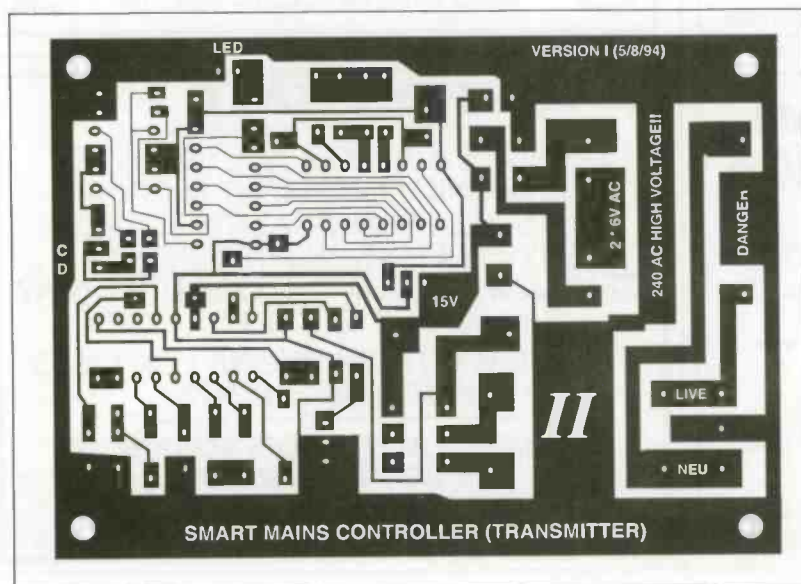 LED
VERSION I (5/8/94)
C
D
15V
2 * 6V AC
240 AC HIGH VOLTAGE!!
DANGEr
LIVE
II
NEU
SMART MAINS CONTROLLER (TRANSMITTER)